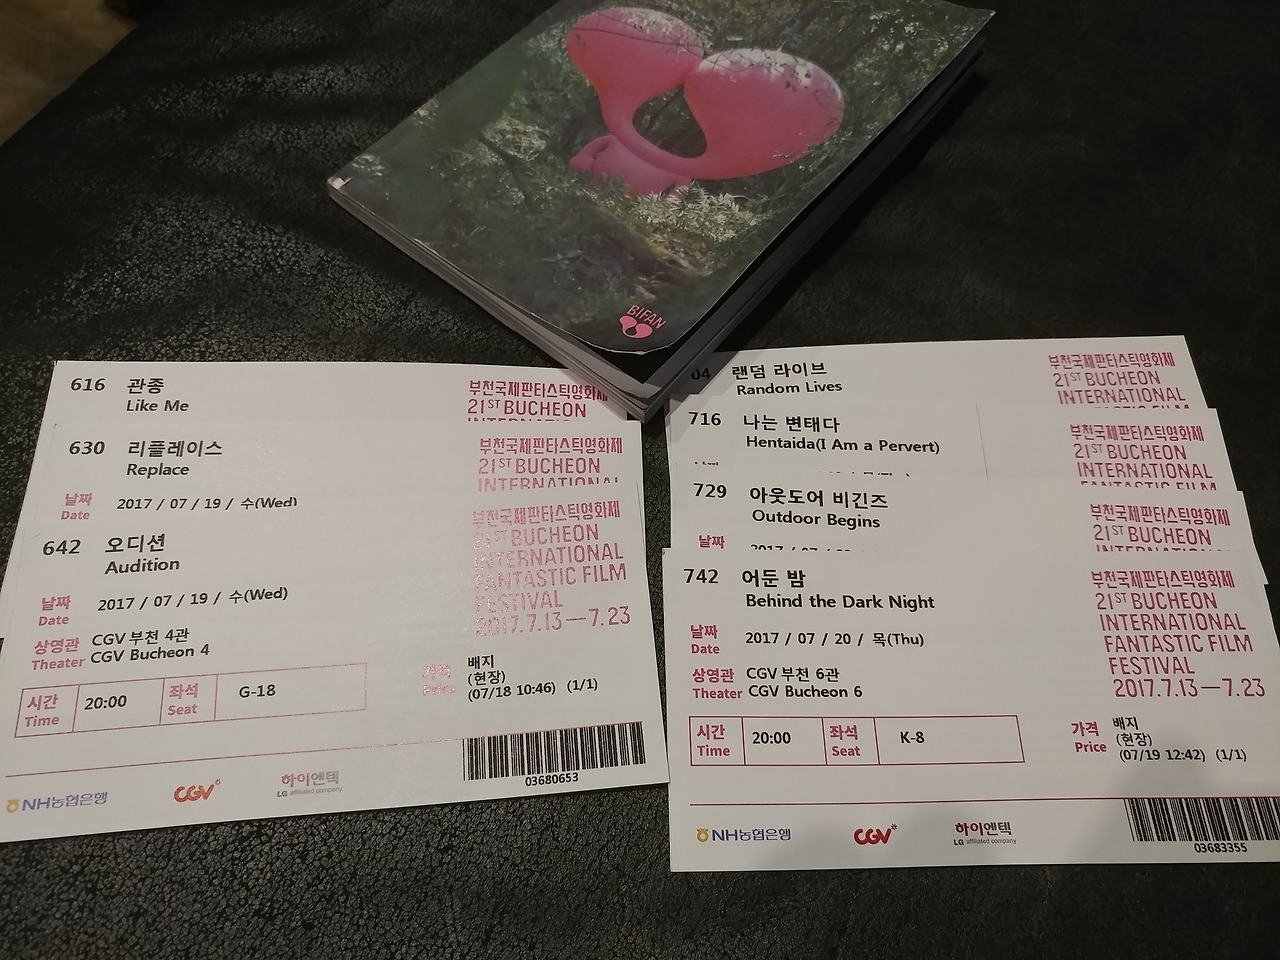 BIFAN
616 관종
Like Me
부천국제판타스틱영화제
21ST BUCHEON
630 리플레이스
Replace
부천국제판타스틱영화제
21ST BUCHEON
INTERNATIONAL
날짜
Date
2017 / 07 / 19 / 수(Wed)
642 오디션
Audition
부천국제판타스틱영화제
21ST BUCHEON
INTERNATIONAL
FANTASTIC FILM
FESTIVAL
2017.7.13—7.23
날짜
Date
2017 / 07 / 19 / 수(Wed)
상영관
Theater
CGV 부천 4관
CGV Bucheon 4
시간
Time
20:00
좌석
Seat
G-18
가격
Price
배지
(현장)
(07/18 10:46) (1/1)
03680653
NH농협은행
CGV
하이엔텍
LG affiliated company
04 랜덤 라이브
Random Lives
부천국제판타스틱영화제
21ST BUCHEON
INTERNATIONAL
716 나는 변태다
Hentaida(I Am a Pervert)
부천국제판타스틱영화제
21ST BUCHEON
INTERNATIONAL
FANTASTIC FILM
729 아웃도어 비긴즈
Outdoor Begins
부천국제판타스틱영화제
21ST BUCHEON
INTERNATIONAL
날짜
742 어둔 밤
Behind the Dark Night
부천국제판타스틱영화제
21ST BUCHEON
INTERNATIONAL
FANTASTIC FILM
FESTIVAL
2017.7.13—7.23
날짜
Date
2017 / 07 / 20 / 목(Thu)
상영관
Theater
CGV 부천 6관
CGV Bucheon 6
시간
Time
20:00
좌석
Seat
K-8
가격
Price
배지
(현장)
(07/19 12:42) (1/1)
03683355
NH농협은행
CGV
하이엔텍
LG affiliated company